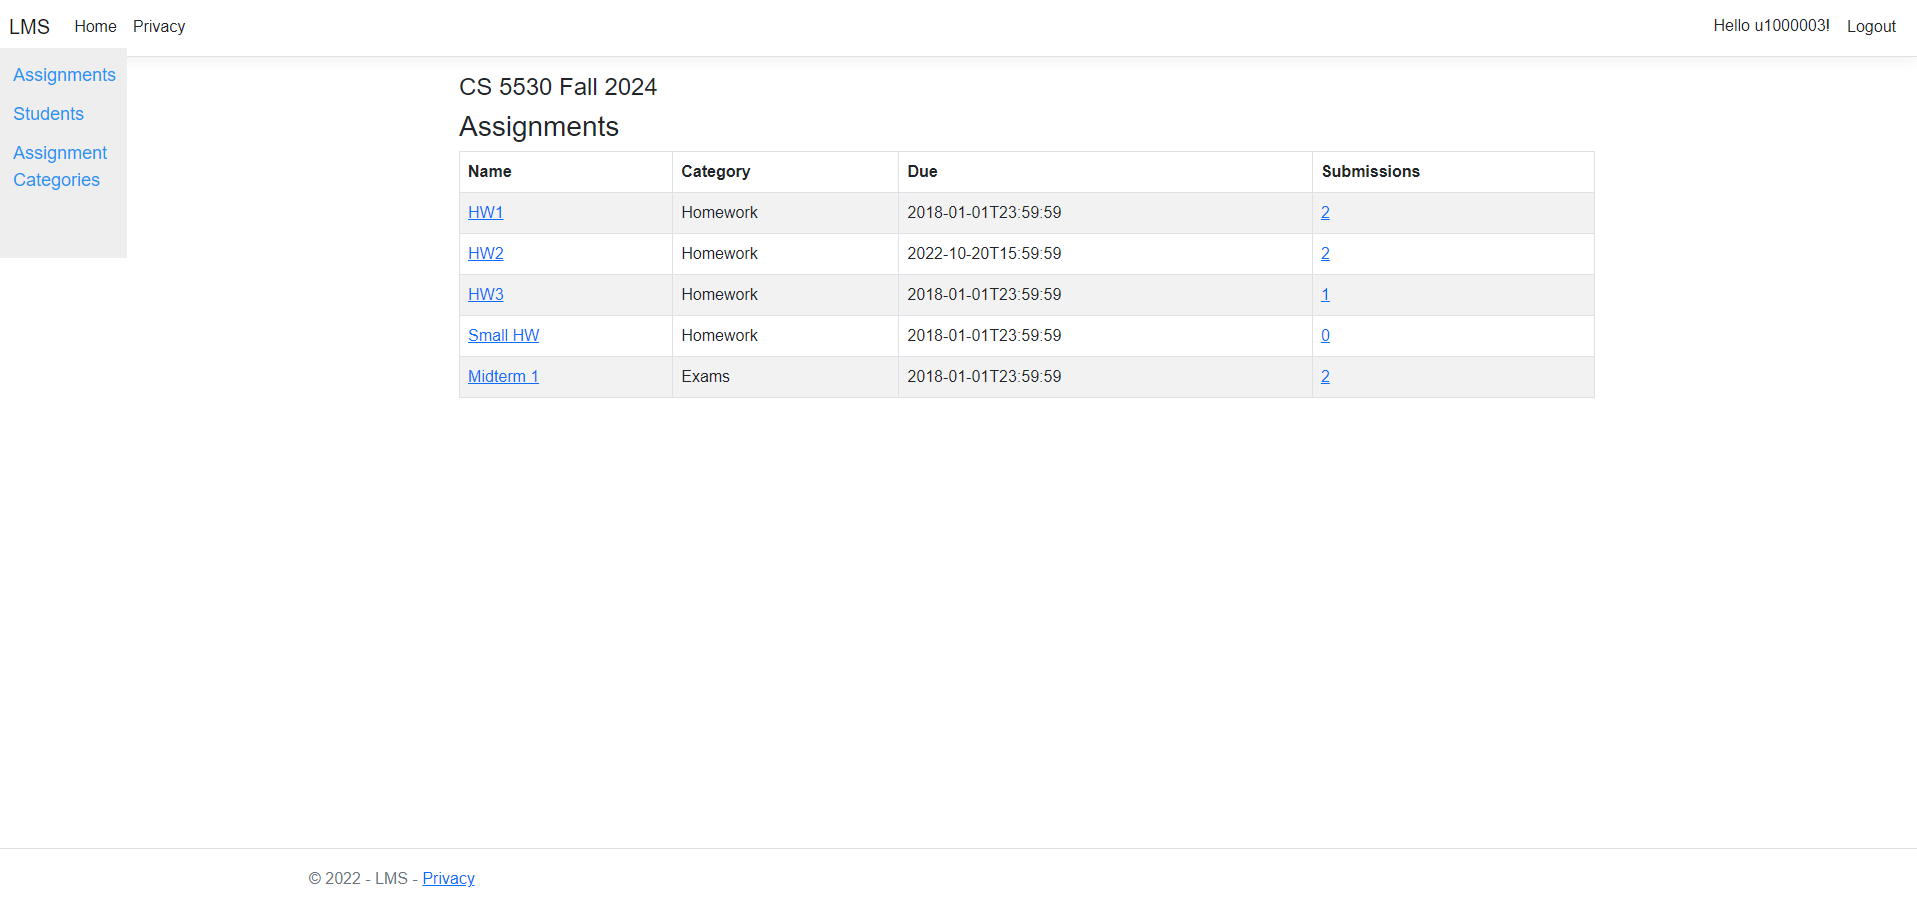 LMS Home Privacy Hello u1000003! Logout
Assignments
Students
Assignment
Categories
CS 5530 Fall 2024
Assignments
Name Category Due Submissions
HW1 Homework 2018-01-01T23:59:59 2
HW2 Homework 2022-10-20T15:59:59 2
HW3 Homework 2018-01-01T23:59:59 1
Small HW Homework 2018-01-01T23:59:59 0
Midterm 1 Exams 2018-01-01T23:59:59 2
© 2022 - LMS - Privacy